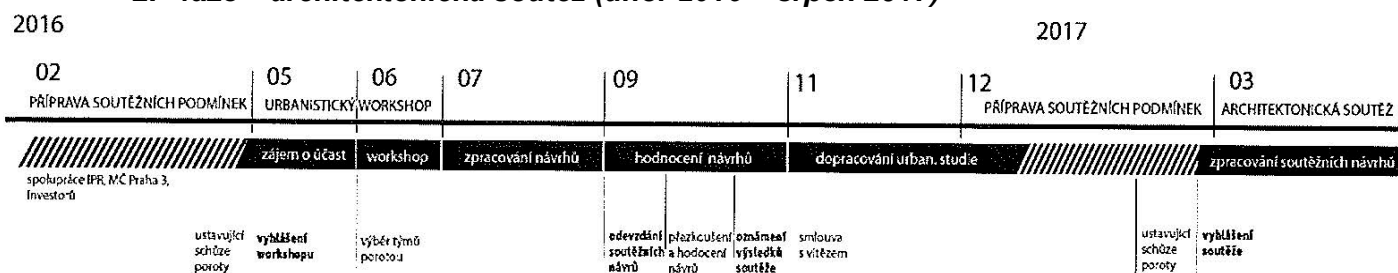 2016
2017
02
05
06
07
09
11
12
03
PŘÍPRAVA SOUTĚŽNÍCH PODMÍNEK
URBANISTICKÝ WORKSHOP
PŘÍPRAVA SOUTĚŽNÍCH PODMÍNEK
ARCHITEKTONICKÁ SOUTĚŽ
zájem o účast
workshop
zpracování návrhů
hodnocení návrhů
dopracování urban. studie
zpracování soutěžních návrhů
spolupráce IPR, MČ Praha 3,
Investorů
ustavující
schůze
poroty
vyhlášení
workshopu
výběr týmů
porotou
odevzdání
soutěžních
návrů
přezkoušení
a hodocení
návrů
oznámení
výsledků
soutěže
smlouva
s vítězem
ustavující
schůze
poroty
vyhlášení
soutěže